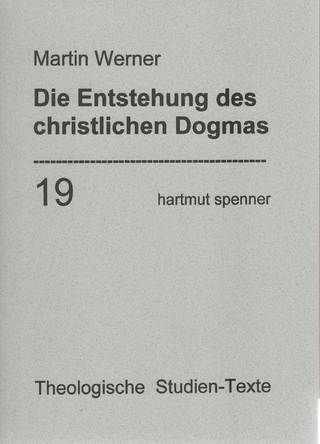 Martin Werner
Die Entstehung des
christlichen Dogmas
--------------------------------------------
19 hartmut spenner
Theologische Studien-Texte